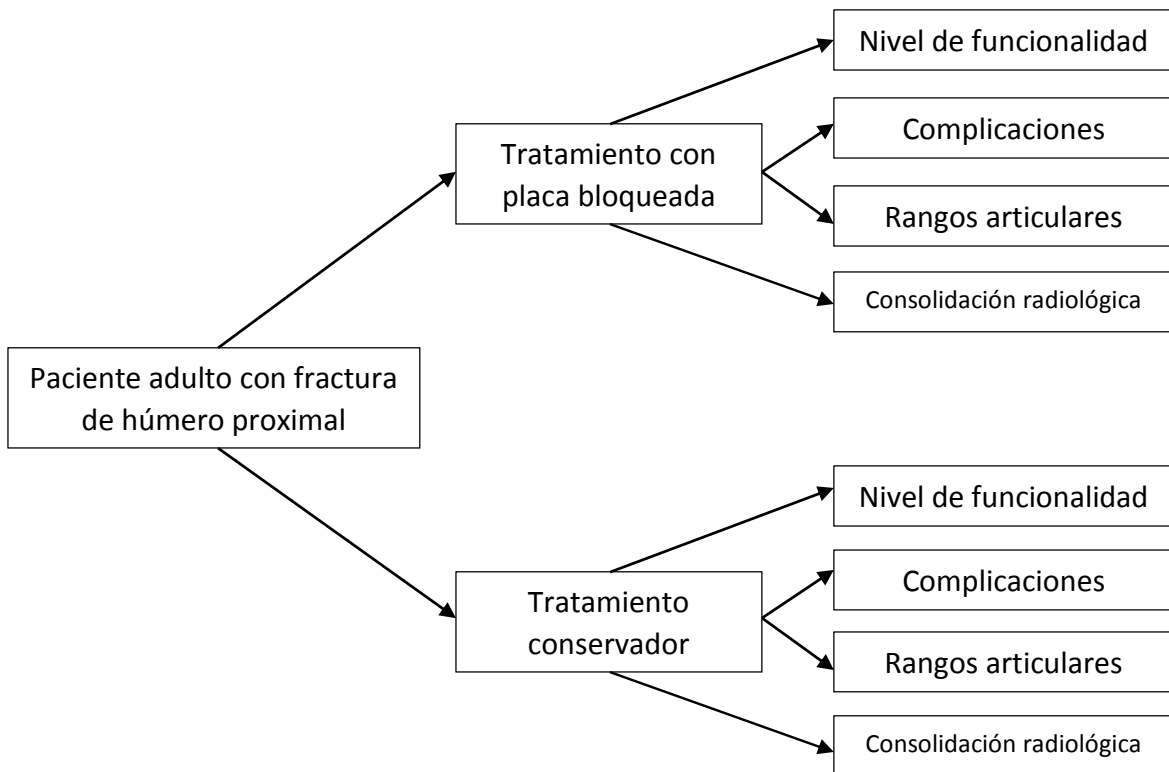 Nivel de funcionalidad
Complicaciones
Tratamiento con
placa bloqueada
Rangos articulares
Consolidación radiológica
Paciente adulto con fractura
de húmero proximal
Nivel de funcionalidad
Complicaciones
Tratamiento
conservador
Rangos articulares
Consolidación radiológica